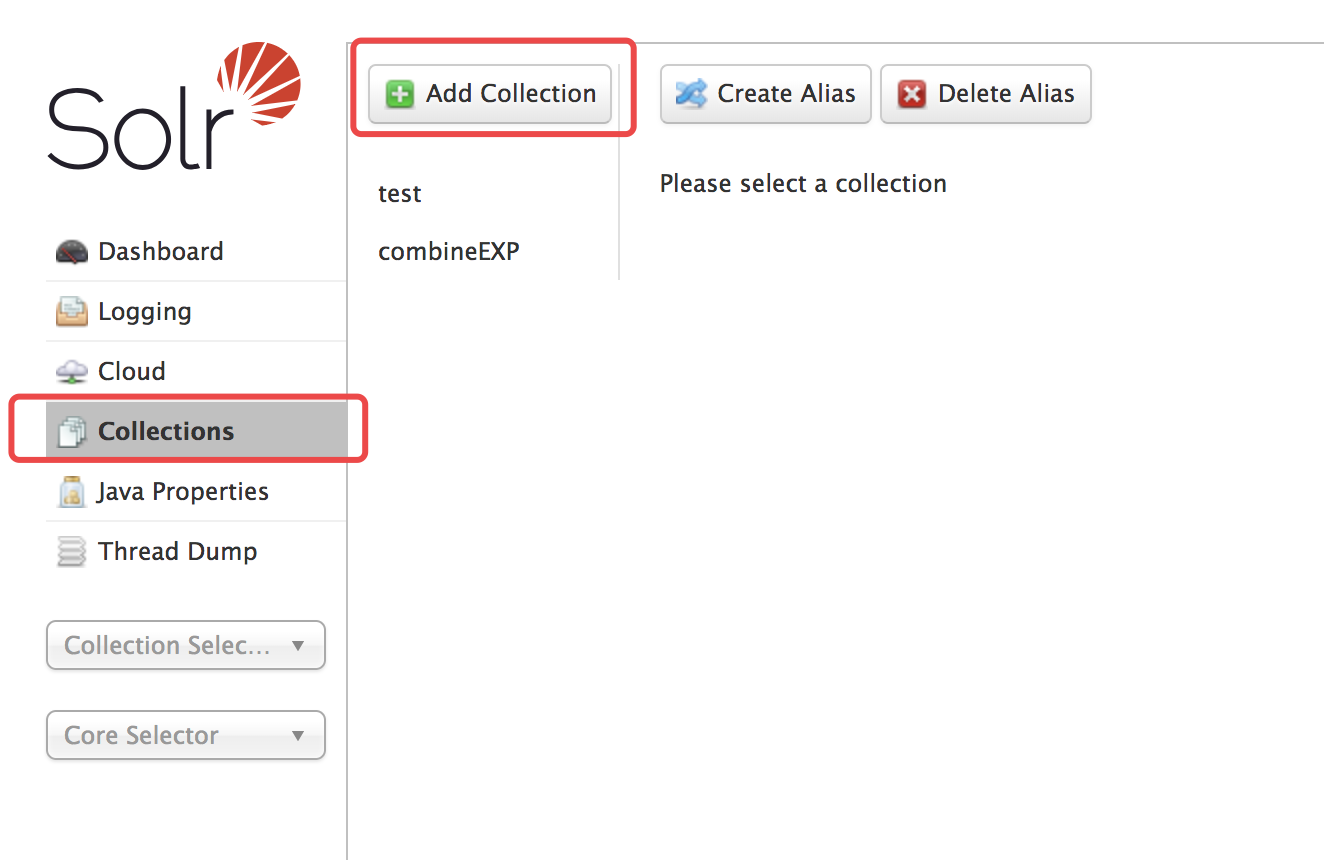 Solr
Dashboard
Logging
Cloud
Collections
Java Properties
Thread Dump
Collection Selec...
Core Selector
Add Collection
test
combineEXP
Create Alias
Delete Alias
Please select a collection